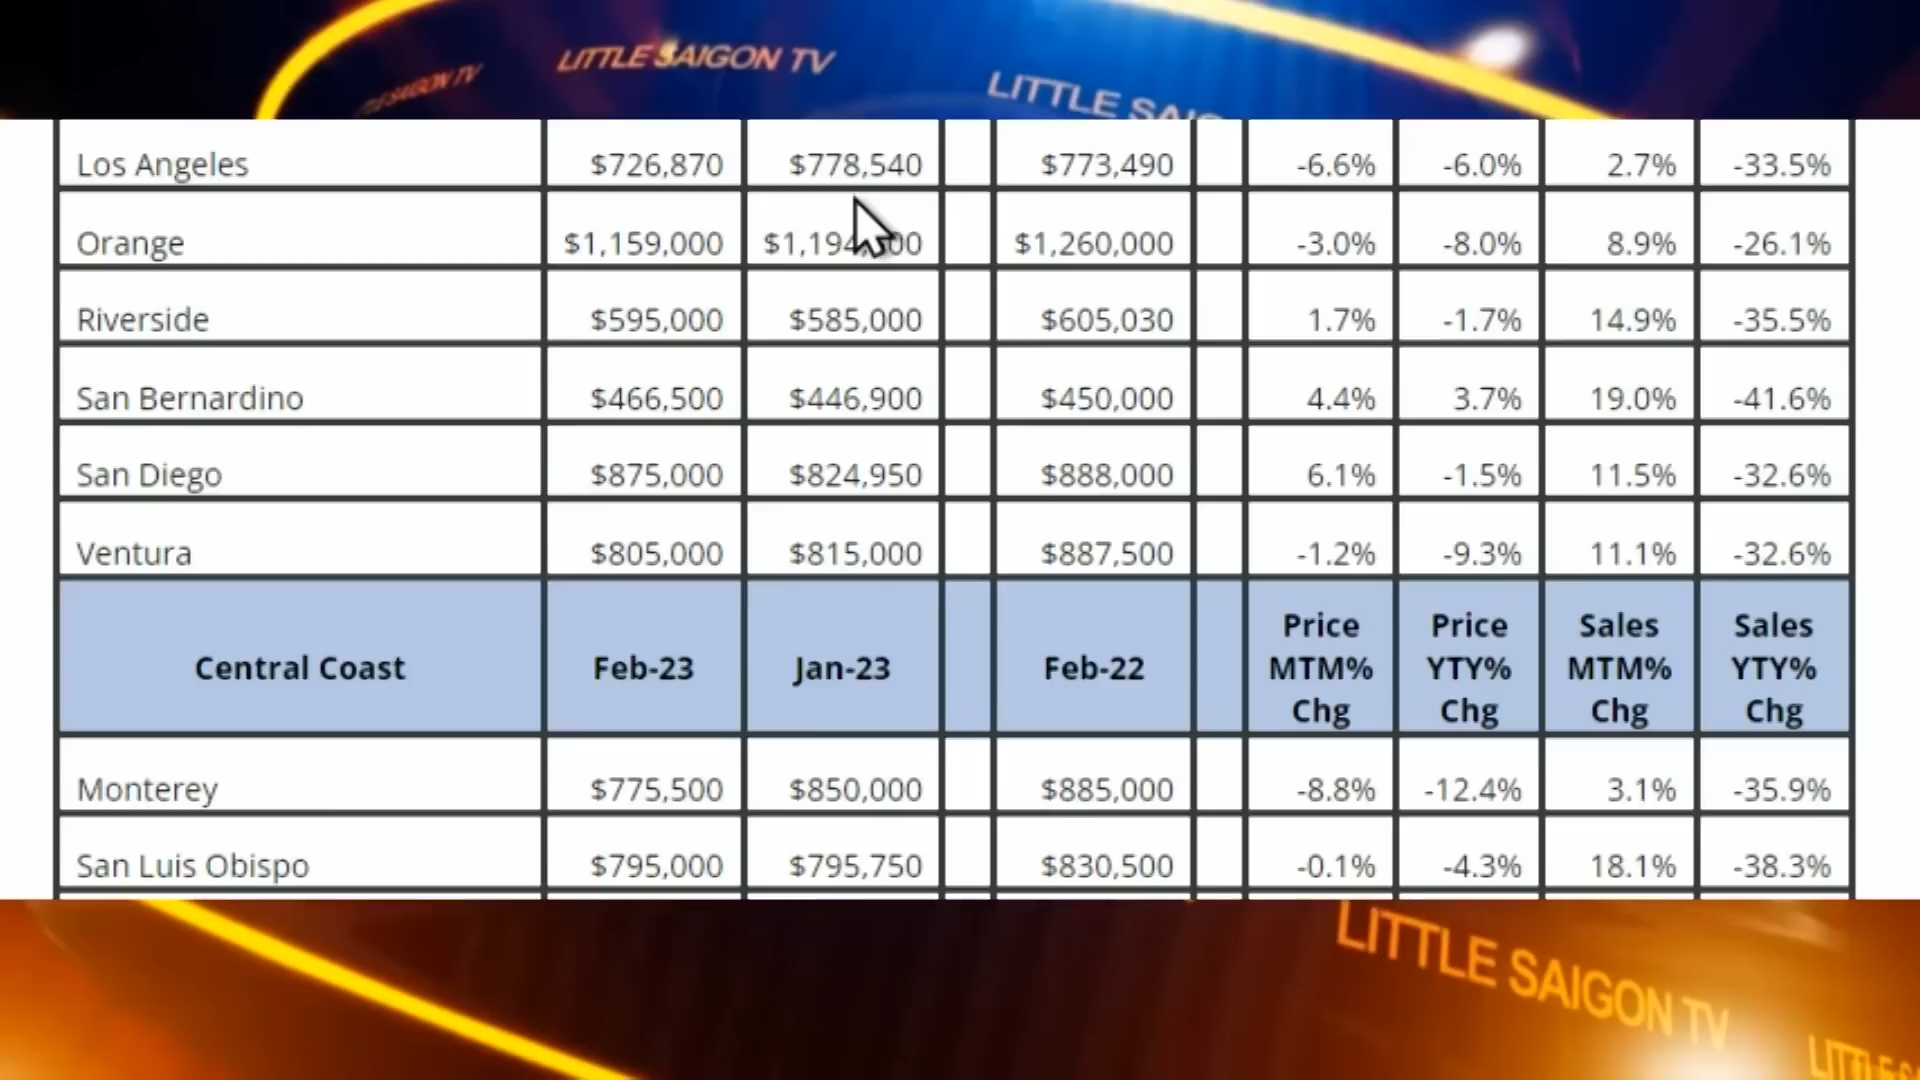 LITTLE SAIGON TV
LITTLE SAIGON TV
LITTLE SAIG
Los Angeles $726,870 $778,540 $773,490 -6.6% -6.0% 2.7% -33.5%
Orange $1,159,000 $1,260,000 -3.0% -8.0% 8.9% -26.1%
Riverside $595,000 $585,000 $605,030 1.7% -1.7% 14.9% -35.5%
San Bernardino $466,500 $446,900 $450,000 4.4% 3.7% 19.0% -41.6%
San Diego $875,000 $824,950 $888,000 6.1% -1.5% 11.5% -32.6%
Ventura $805,000 $815,000 $887,500 -1.2% -9.3% 11.1% -32.6%
Central Coast Feb-23 Jan-23 Feb-22 Price MTM% Chg Price YTY% Chg Sales MTM% Chg Sales YTY% Chg
Monterey $775,500 $850,000 $885,000 -8.8% -12.4% 3.1% -35.9%
San Luis Obispo $795,000 $795,750 $830,500 -0.1% -4.3% 18.1% -38.3%
LITTLE SAIGON TV